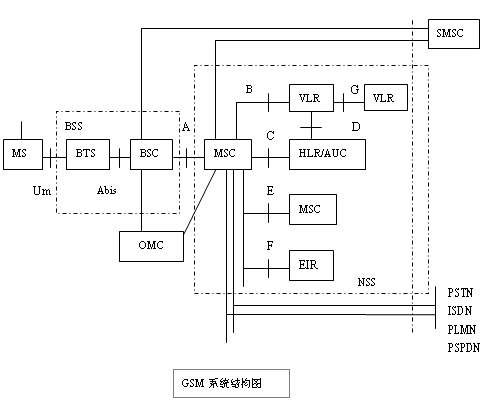 SMSC
B
VLR
G
VLR
BSS
A
D
MS
BTS
BSC
MSC
C
HLR/AUC
Um
Abis
E
MSC
OMC
F
EIR
NSS
PSTN
ISDN
PLMN
PSPDN
GSM 系统结构图